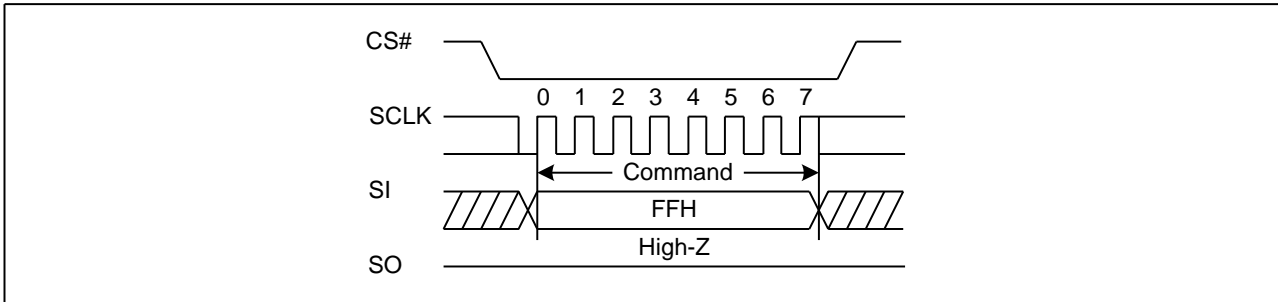 CS#
0 1 2 3 4 5 6 7
SCLK
Command
SI
FFH
High-Z
SO